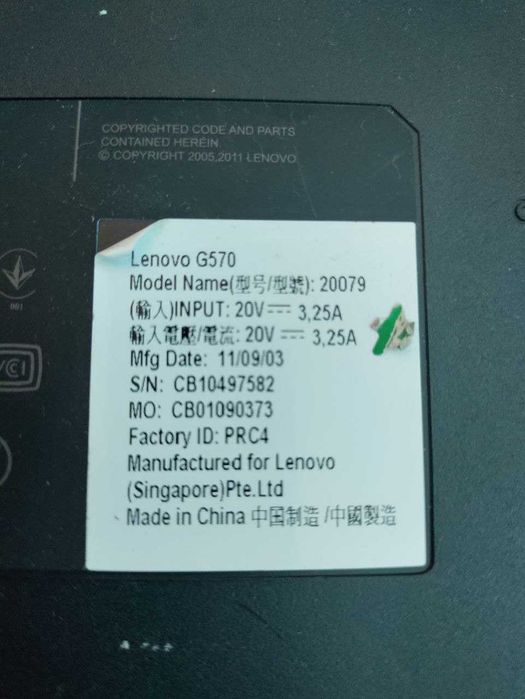 COPYRIGHTED CODE AND PARTS
CONTAINED HEREIN
© COPYRIGHT 2005,2011 LENOVO
Lenovo G570
Model Name(型号/型號): 20079
(輸入)INPUT: 20V⎓ 3,25A
輸入電壓/電流: 20V ⎓ 3,25A
Mfg Date: 11/09/03
S/N: CB10497582
MO: CB01090373
Factory ID: PRC4
Manufactured for Lenovo
(Singapore)Pte.Ltd
Made in China 中国制造 /中國製造
001